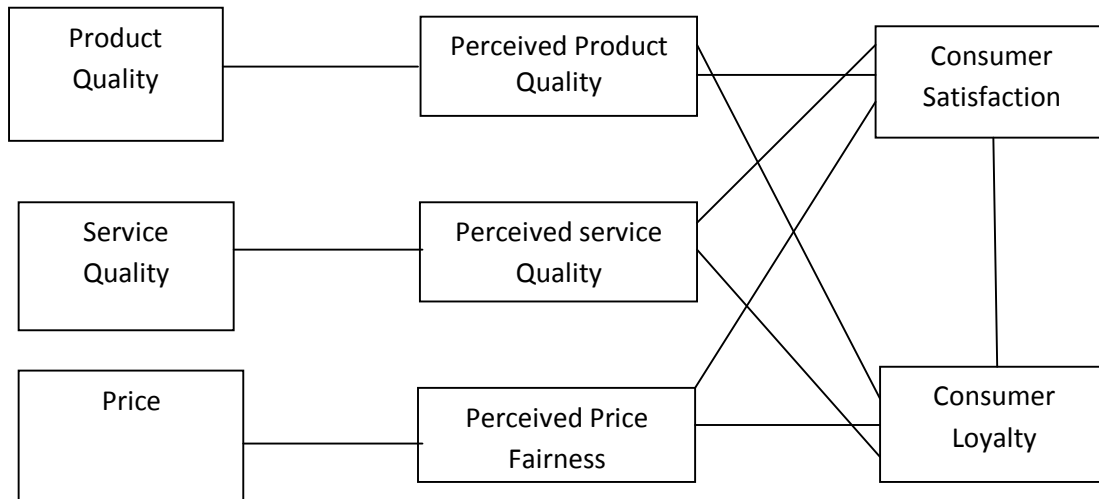 Product
Quality
Perceived Product
Quality
Consumer
Satisfaction
Service
Quality
Perceived service
Quality
Price
Perceived Price
Fairness
Consumer
Loyalty